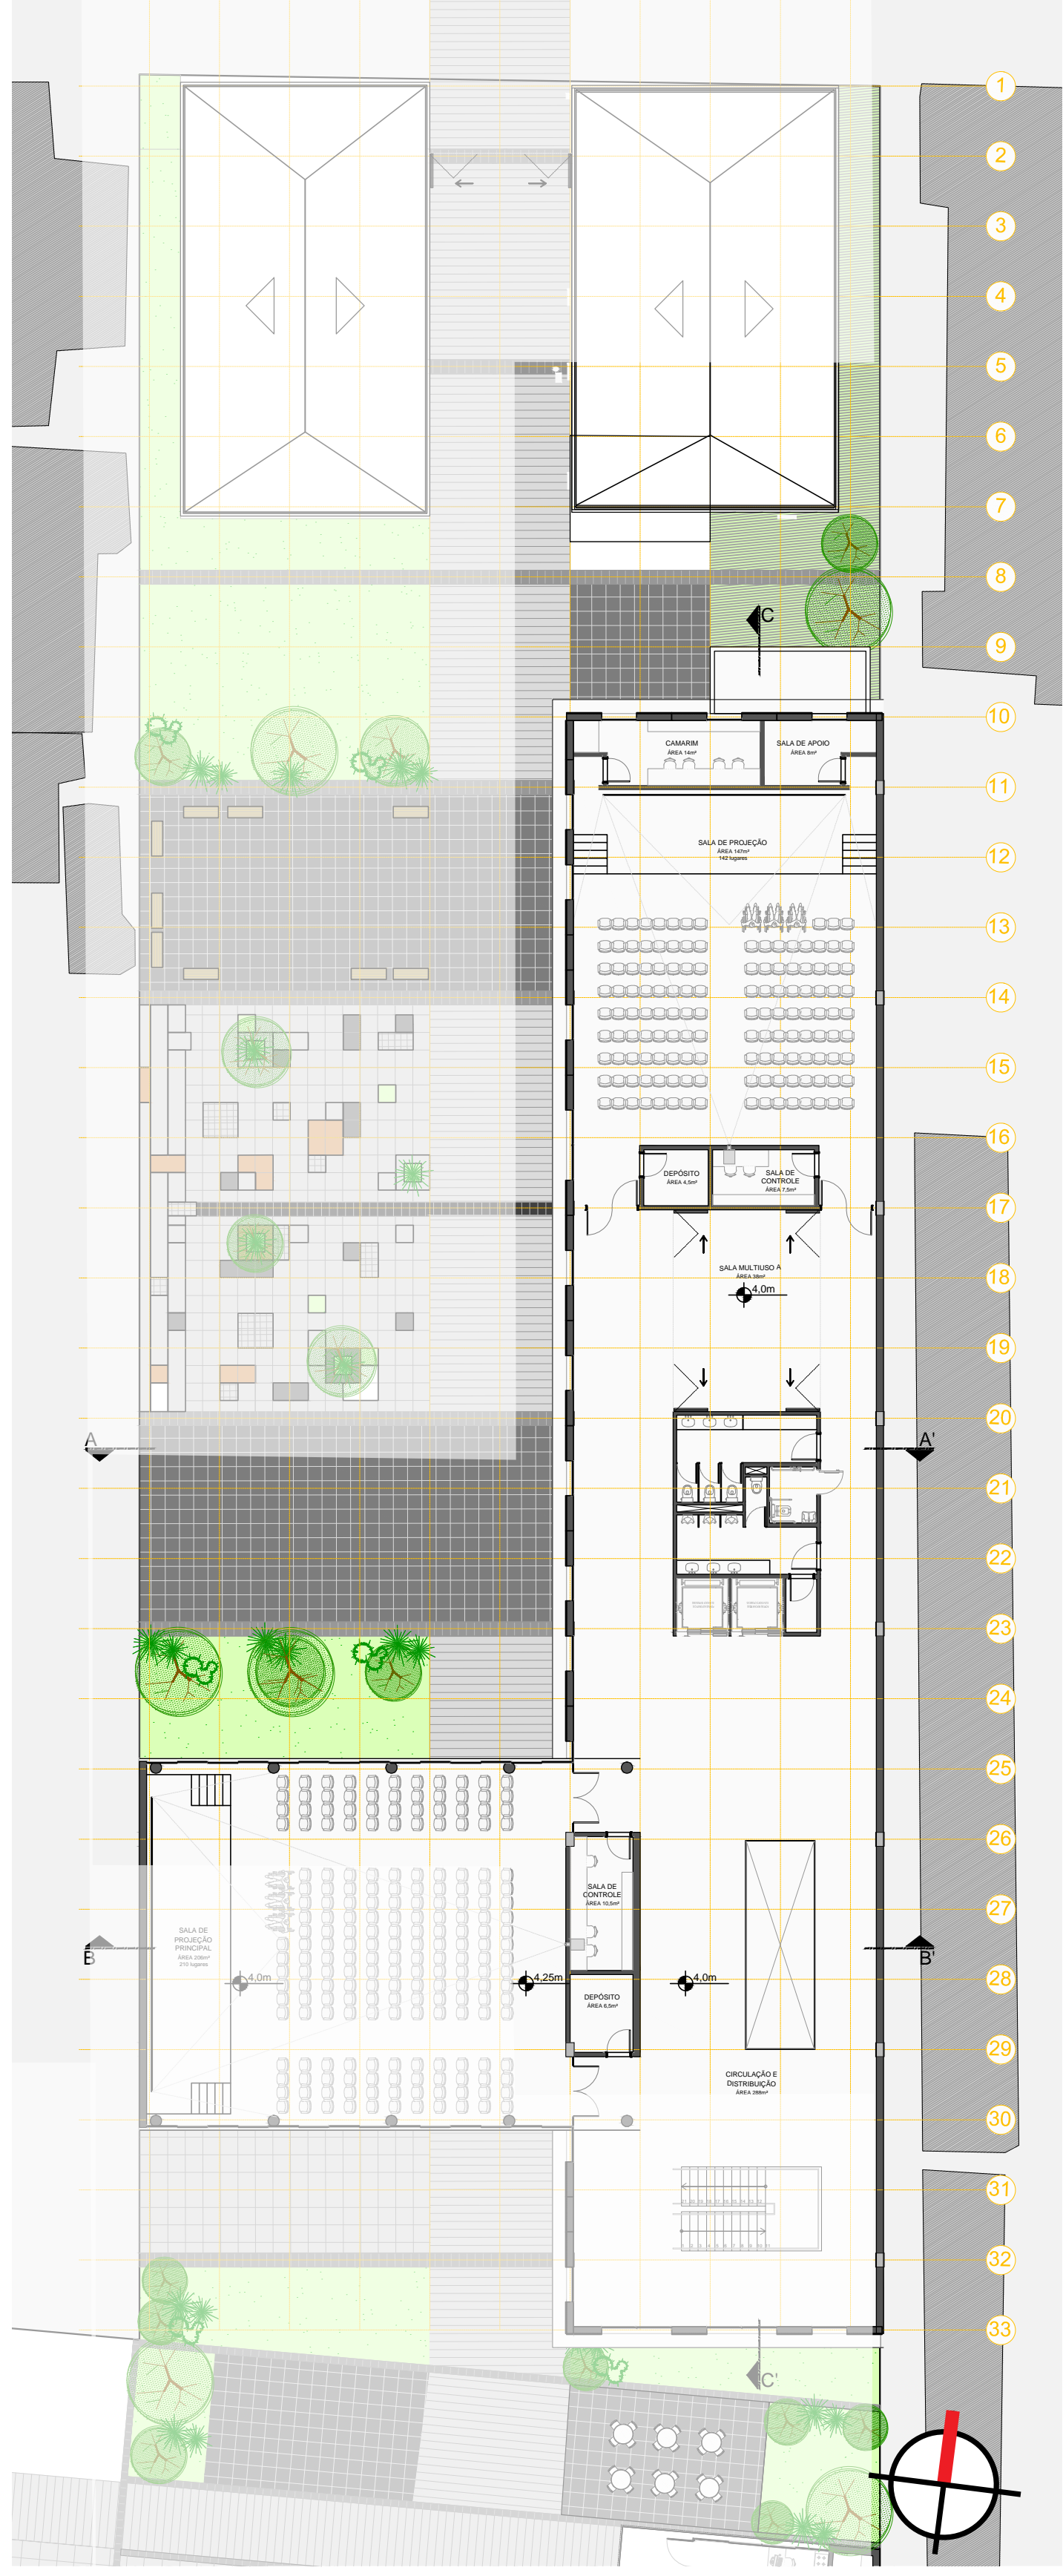 1
2
3
4
5
6
7
8
C
9
10
CAMARIM
ÁREA 14m²
SALA DE APOIO
ÁREA 8m²
11
SALA DE PROJEÇÃO
ÁREA 147m²
142 lugares
12
13
14
15
16
DEPÓSITO
ÁREA 4,5m²
SALA DE
CONTROLE
ÁREA 7,5m²
17
SALA MULTIUSO A
ÁREA 38m²
18
4,0m
19
20
A
A'
21
22
23
24
25
26
SALA DE
CONTROLE
ÁREA 10,5m²
27
SALA DE
PROJEÇÃO
PRINCIPAL
ÁREA 206m²
210 lugares
B
B'
4,0m
4,25m
4,0m
28
DEPÓSITO
ÁREA 6,5m²
29
CIRCULAÇÃO E
DISTRIBUIÇÃO
ÁREA 288m²
30
31
32
33
C'